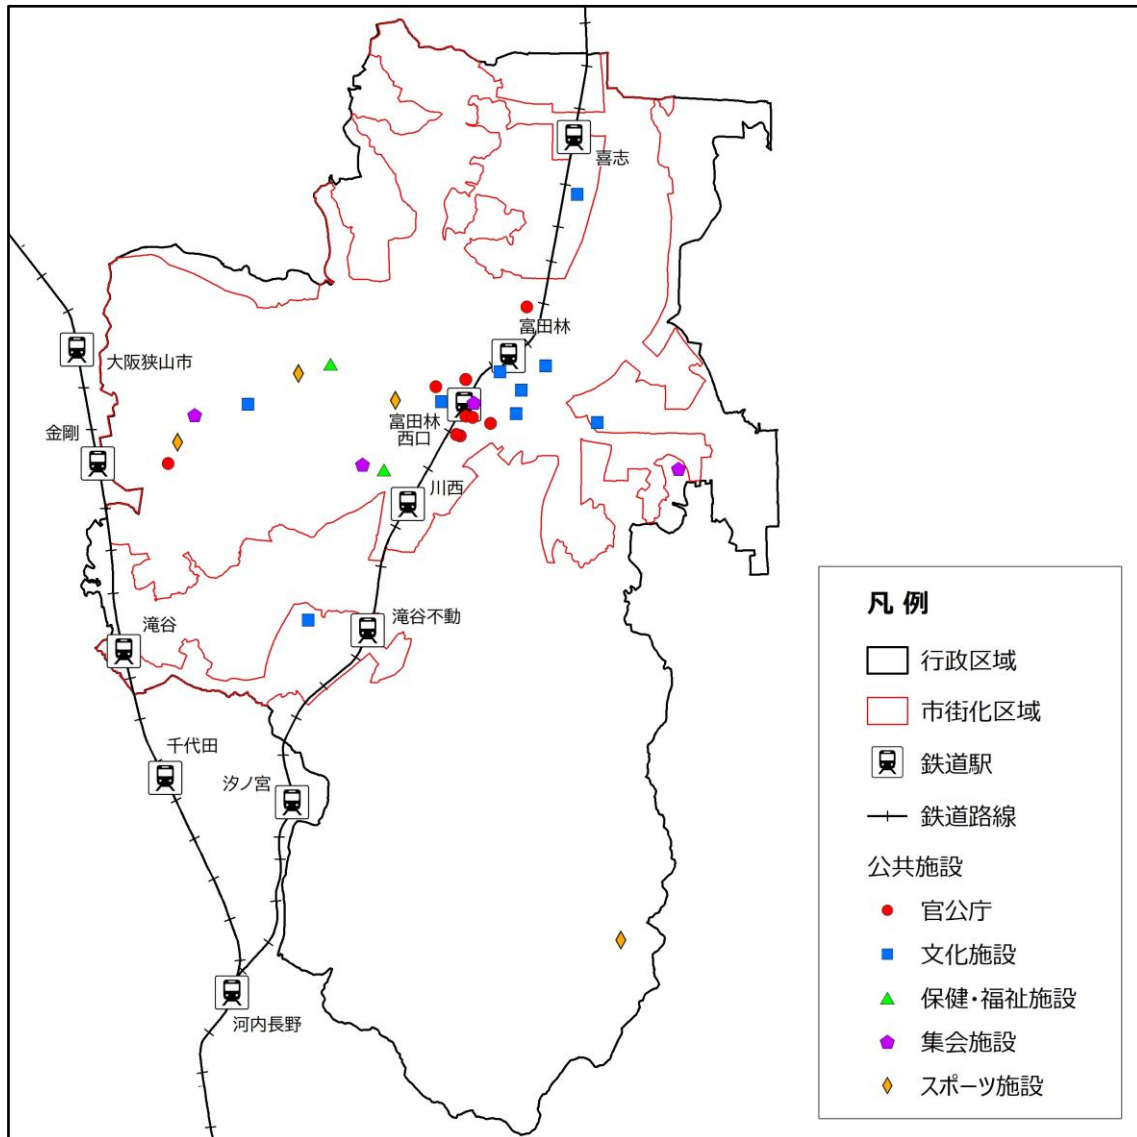 喜志
富田林
大阪狭山市
富田林
西口
金剛
川西
滝谷不動
滝谷
千代田
汐ノ宮
河内長野
凡例
行政区域
市街化区域
鉄道駅
鉄道路線
公共施設
官公庁
文化施設
保健・福祉施設
集会施設
スポーツ施設